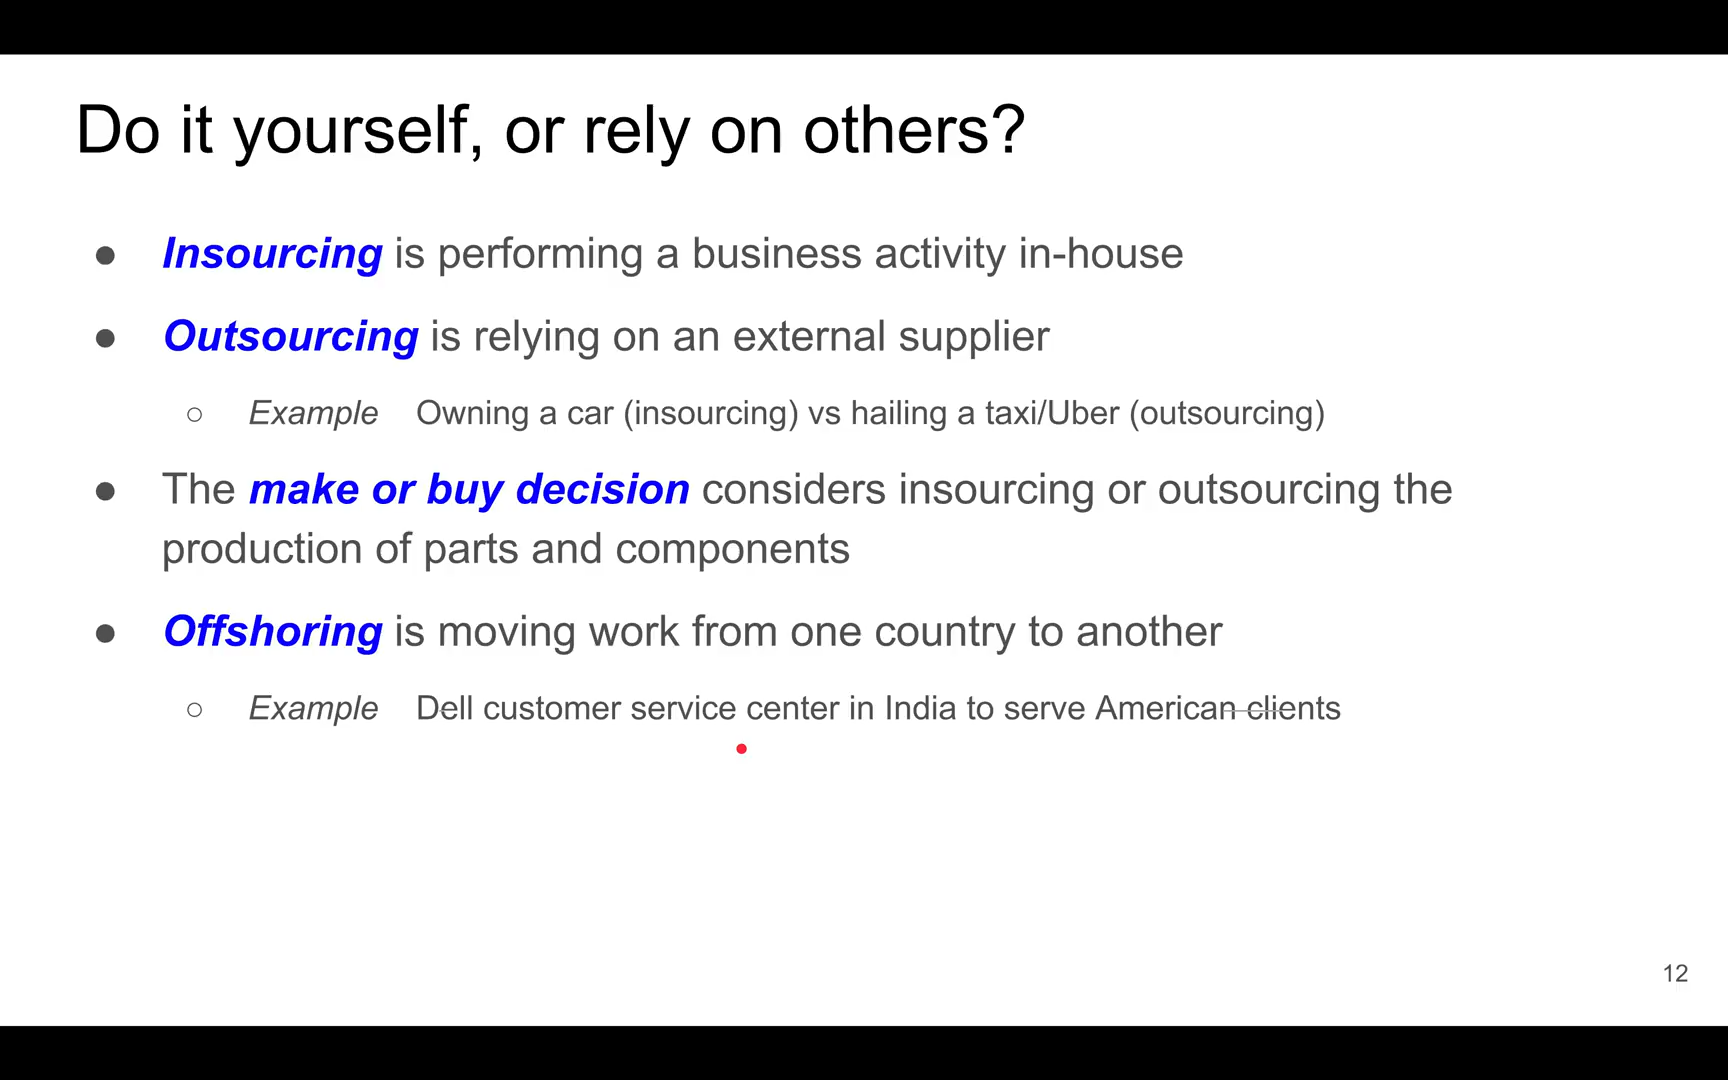 Do it yourself, or rely on others?
● Insourcing is performing a business activity in-house
● Outsourcing is relying on an external supplier
○ Example Owning a car (insourcing) vs hailing a taxi/Uber (outsourcing)
● The make or buy decision considers insourcing or outsourcing the
production of parts and components
● Offshoring is moving work from one country to another
○ Example Dell customer service center in India to serve American clients
12